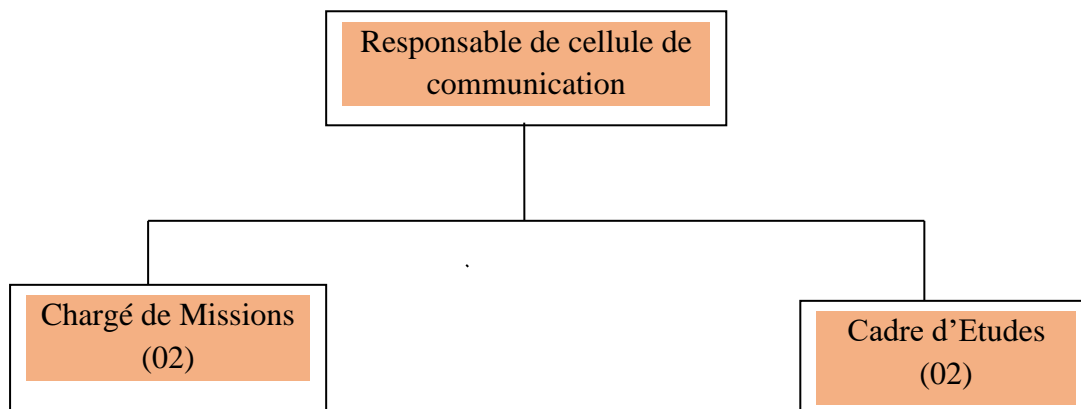 Responsable de cellule de
communication
Chargé de Missions
(02)
Cadre d’Etudes
(02)